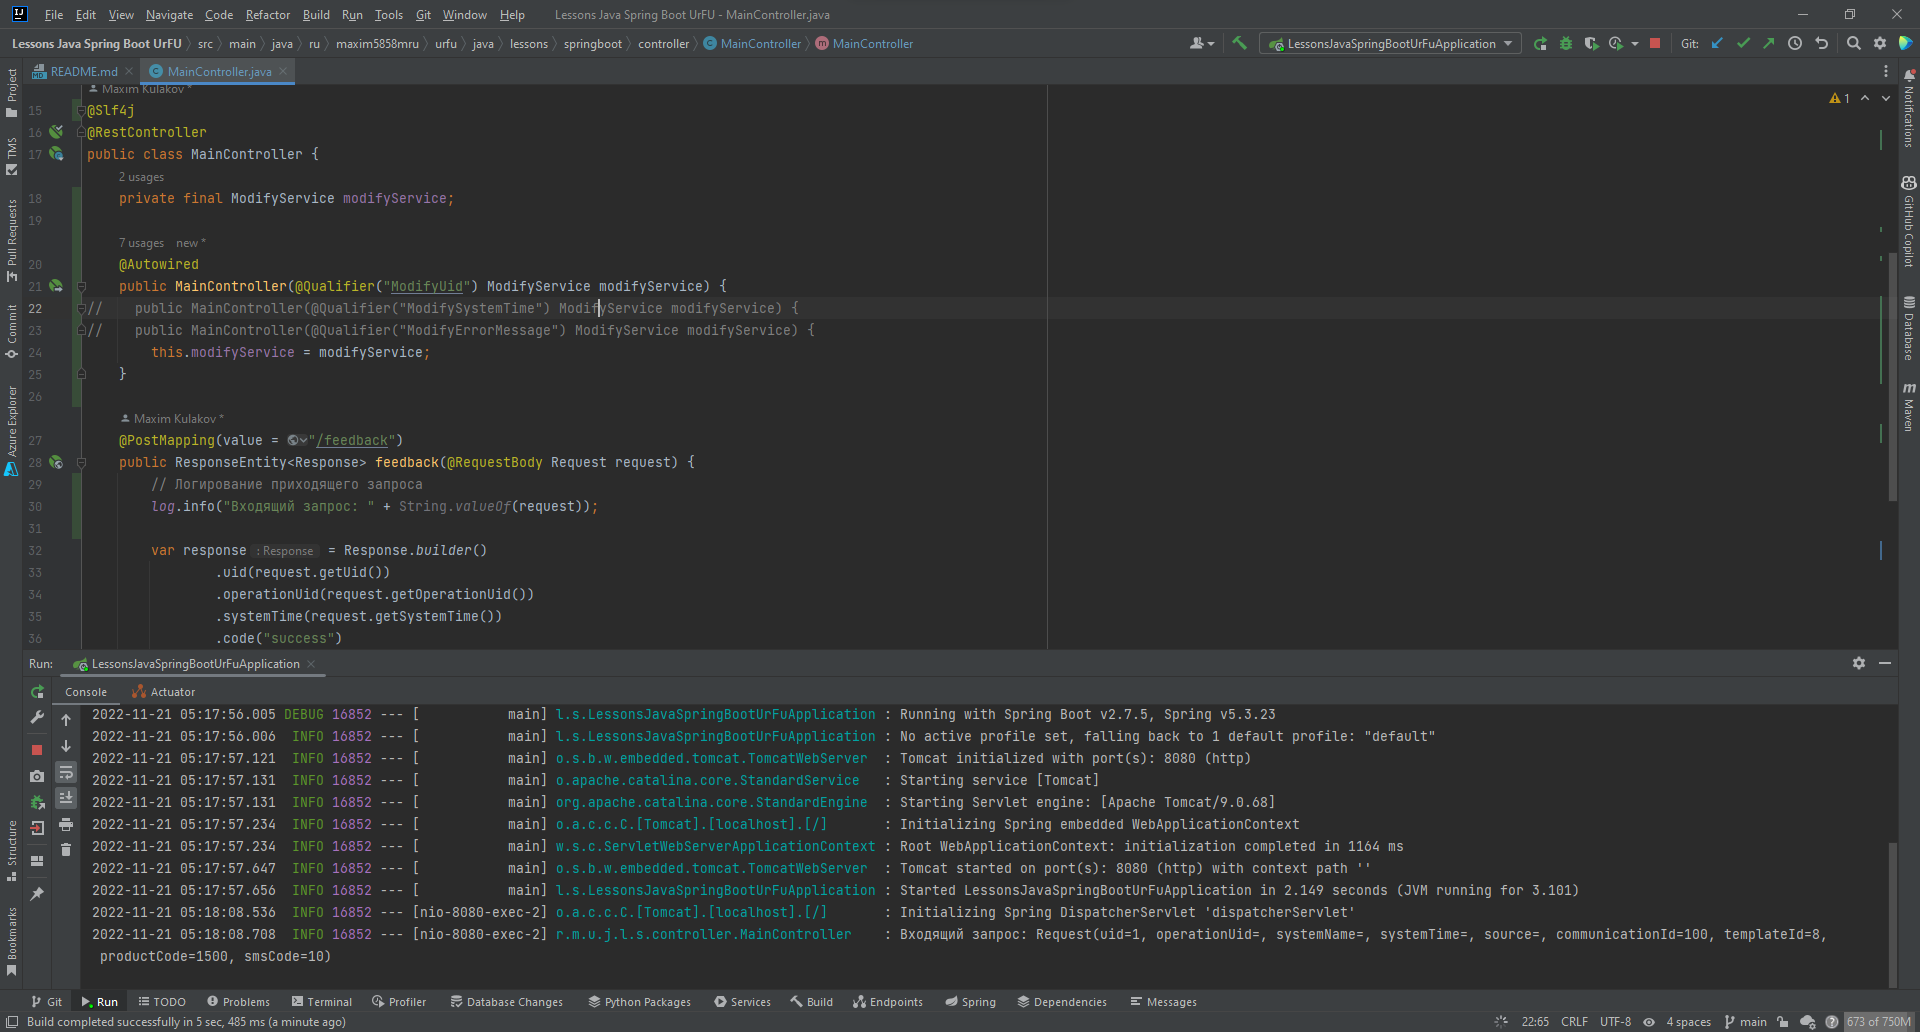 File Edit View Navigate Code Refactor Build Run Tools Git Window Help Lessons Java Spring Boot UrFU - MainController.java
Lessons Java Spring Boot UrFU src main java ru maxim5858mru urfu java lessons springboot controller MainController MainController LessonsJavaSpringBootUrFuApplication Git:
README.md MainController.java
Maxim Kulakov *
1
15 @Slf4j
16 @RestController
17 public class MainController {
2 usages
18 private final ModifyService modifyService;
19
7 usages new *
20 @Autowired
21 public MainController(@Qualifier("ModifyUid") ModifyService modifyService) {
22 // public MainController(@Qualifier("ModifySystemTime") ModifyService modifyService) {
23 // public MainController(@Qualifier("ModifyErrorMessage") ModifyService modifyService) {
24 this.modifyService = modifyService;
25 }
26
Maxim Kulakov *
27 @PostMapping(value = "/feedback")
28 public ResponseEntity<Response> feedback(@RequestBody Request request) {
29 // Логирование приходящего запроса
30 log.info("Входящий запрос: " + String.valueOf(request));
31
32 var response : Response = Response.builder()
33 .uid(request.getUid())
34 .operationUid(request.getOperationUid())
35 .systemTime(request.getSystemTime())
36 .code("success")
Project
TMS
Pull Requests
Commit
Azure Explorer
Structure
Bookmarks
Notifications
GitHub Copilot
Database
Maven
Run: LessonsJavaSpringBootUrFuApplication
Console Actuator
2022-11-21 05:17:56.005 DEBUG 16852 --- [ main] l.s.LessonsJavaSpringBootUrFuApplication : Running with Spring Boot v2.7.5, Spring v5.3.23
2022-11-21 05:17:56.006 INFO 16852 --- [ main] l.s.LessonsJavaSpringBootUrFuApplication : No active profile set, falling back to 1 default profile: "default"
2022-11-21 05:17:57.121 INFO 16852 --- [ main] o.s.b.w.embedded.tomcat.TomcatWebServer : Tomcat initialized with port(s): 8080 (http)
2022-11-21 05:17:57.131 INFO 16852 --- [ main] o.apache.catalina.core.StandardService : Starting service [Tomcat]
2022-11-21 05:17:57.131 INFO 16852 --- [ main] org.apache.catalina.core.StandardEngine : Starting Servlet engine: [Apache Tomcat/9.0.68]
2022-11-21 05:17:57.234 INFO 16852 --- [ main] o.a.c.c.C.[Tomcat].[localhost].[/] : Initializing Spring embedded WebApplicationContext
2022-11-21 05:17:57.234 INFO 16852 --- [ main] w.s.c.ServletWebServerApplicationContext : Root WebApplicationContext: initialization completed in 1164 ms
2022-11-21 05:17:57.647 INFO 16852 --- [ main] o.s.b.w.embedded.tomcat.TomcatWebServer : Tomcat started on port(s): 8080 (http) with context path ''
2022-11-21 05:17:57.656 INFO 16852 --- [ main] l.s.LessonsJavaSpringBootUrFuApplication : Started LessonsJavaSpringBootUrFuApplication in 2.149 seconds (JVM running for 3.101)
2022-11-21 05:18:08.536 INFO 16852 --- [nio-8080-exec-2] o.a.c.c.C.[Tomcat].[localhost].[/] : Initializing Spring DispatcherServlet 'dispatcherServlet'
2022-11-21 05:18:08.708 INFO 16852 --- [nio-8080-exec-2] r.m.u.j.l.s.controller.MainController : Входящий запрос: Request(uid=1, operationUid=, systemName=, systemTime=, source=, communicationId=100, templateId=8,
productCode=1500, smsCode=10)
Git Run TODO Problems Terminal Profiler Database Changes Python Packages Services Build Endpoints Spring Dependencies Messages
Build completed successfully in 5 sec, 485 ms (a minute ago) 22:65 CRLF UTF-8 4 spaces main 673 of 750M